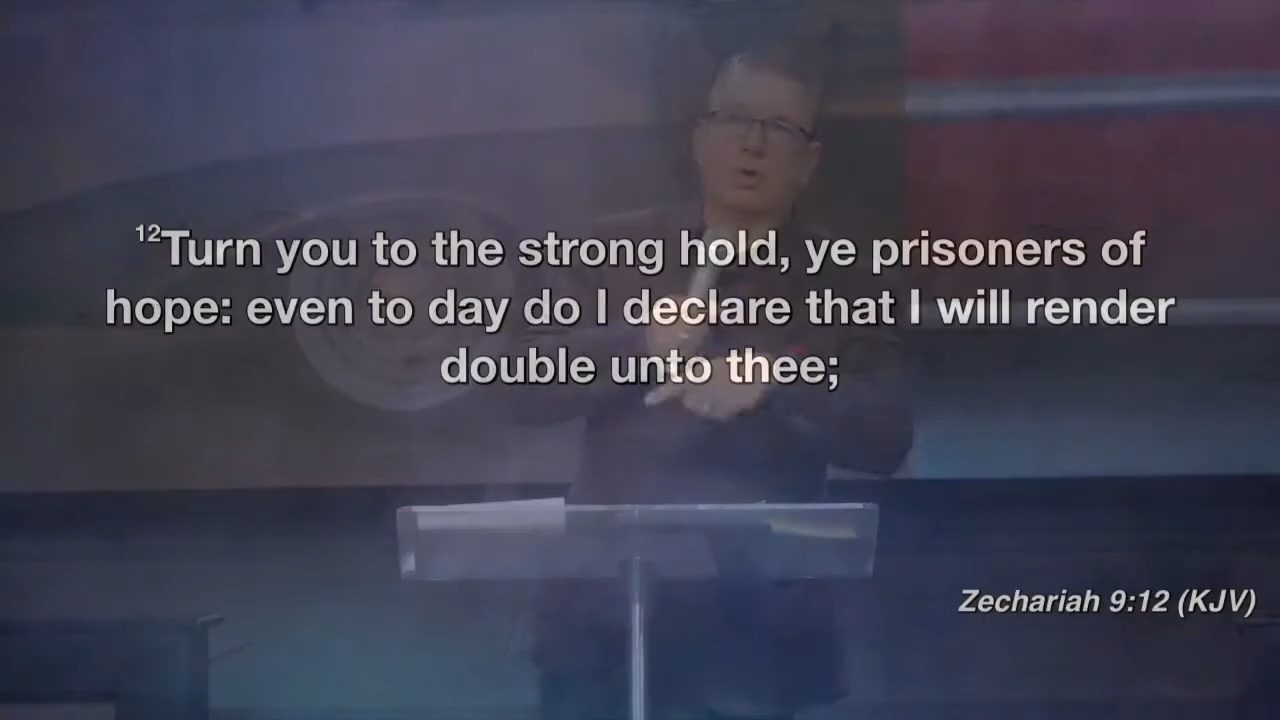 12Turn you to the strong hold, ye prisoners of
hope: even to day do I declare that I will render
double unto thee;
Zechariah 9:12 (KJV)